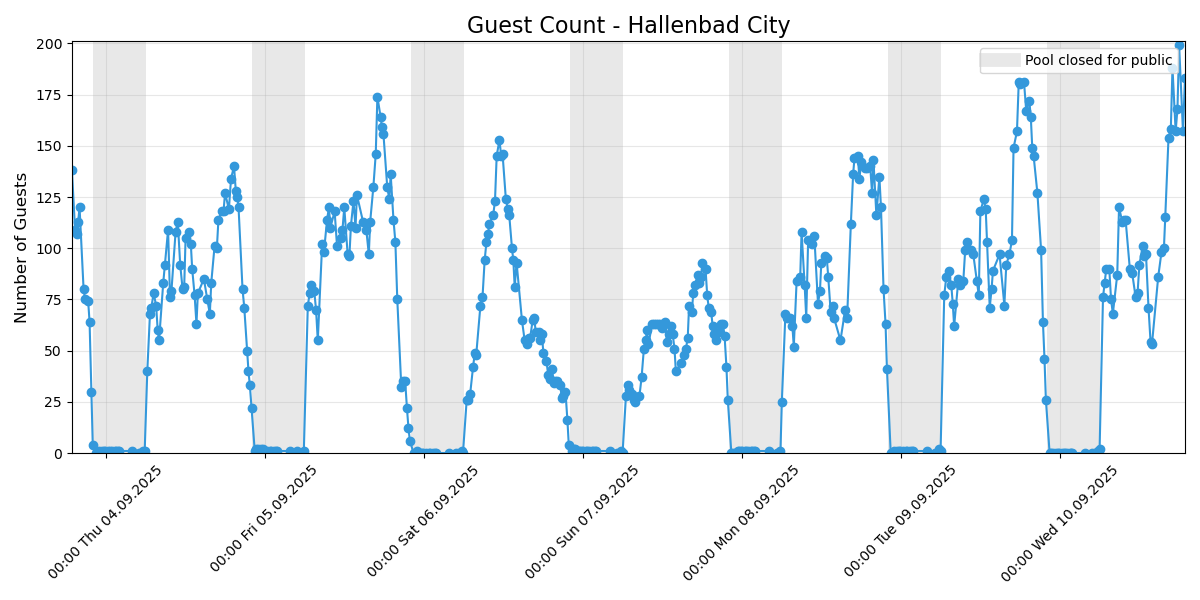 Guest Count - Hallenbad City
Number of Guests
200
175
150
125
100
75
50
25
0
Pool closed for public
00:00 Thu 04.09.2025
00:00 Fri 05.09.2025
00:00 Sat 06.09.2025
00:00 Sun 07.09.2025
00:00 Mon 08.09.2025
00:00 Tue 09.09.2025
00:00 Wed 10.09.2025